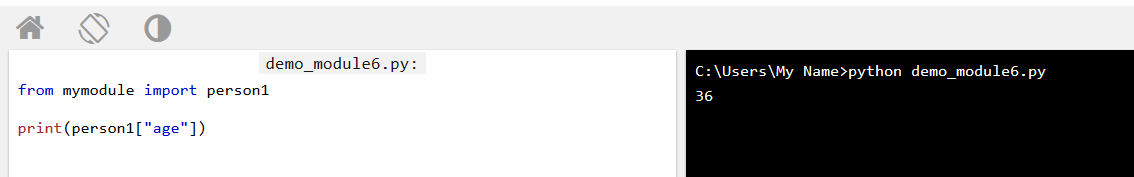 demo_module6.py:
from mymodule import person1
print(person1["age"])
C:\Users\My Name>python demo_module6.py
36